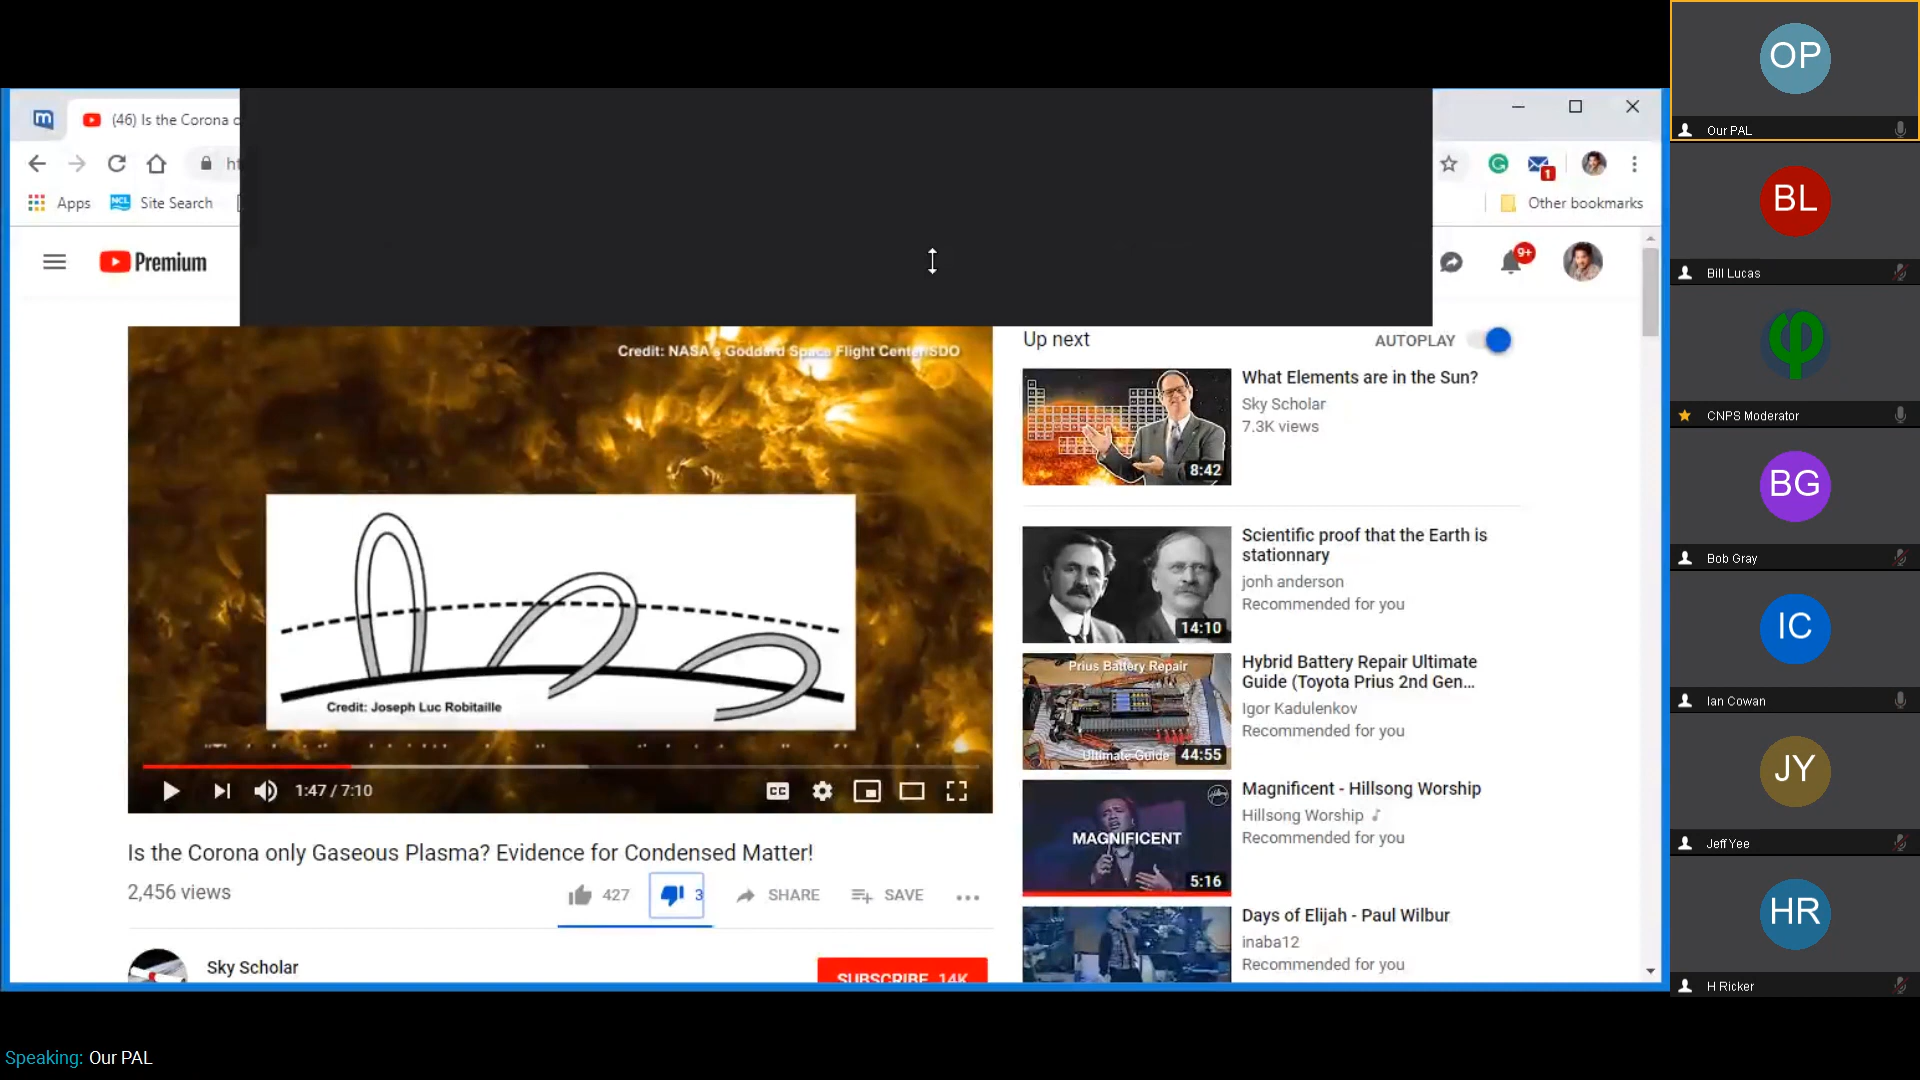 (46) Is the Corona
Apps
NCL
Site Search
1
Other bookmarks
Premium
9+
Credit: NASA's Goddard Space Flight Center/SDO
Credit: Joseph Luc Robitaille
1:47 / 7:10
CC
Is the Corona only Gaseous Plasma? Evidence for Condensed Matter!
2,456 views
427
3
SHARE
SAVE
Sky Scholar
SUBSCRIBE 14K
Up next
AUTOPLAY
8:42
What Elements are in the Sun?
Sky Scholar
7.3K views
14:10
Scientific proof that the Earth is
stationnary
jonh anderson
Recommended for you
Prius Battery Repair
Ultimate Guide
44:55
Hybrid Battery Repair Ultimate
Guide (Toyota Prius 2nd Gen...
Igor Kadulenkov
Recommended for you
MAGNIFICENT
5:16
Magnificent - Hillsong Worship
Hillsong Worship
Recommended for you
Days of Elijah - Paul Wilbur
inaba12
Recommended for you
OP
Our PAL
BL
Bill Lucas
CNPS Moderator
BG
Bob Gray
IC
Ian Cowan
JY
Jeff Yee
HR
H Ricker
Speaking: Our PAL